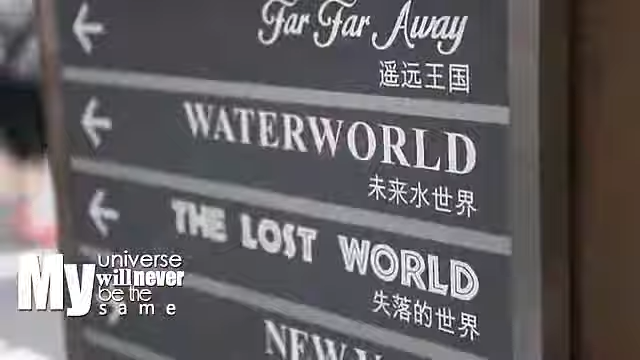 Far Far Away
遥远王国
WATERWORLD
未来水世界
THE LOST WORLD
失落的世界
NEW
My universe
will never
be the
same